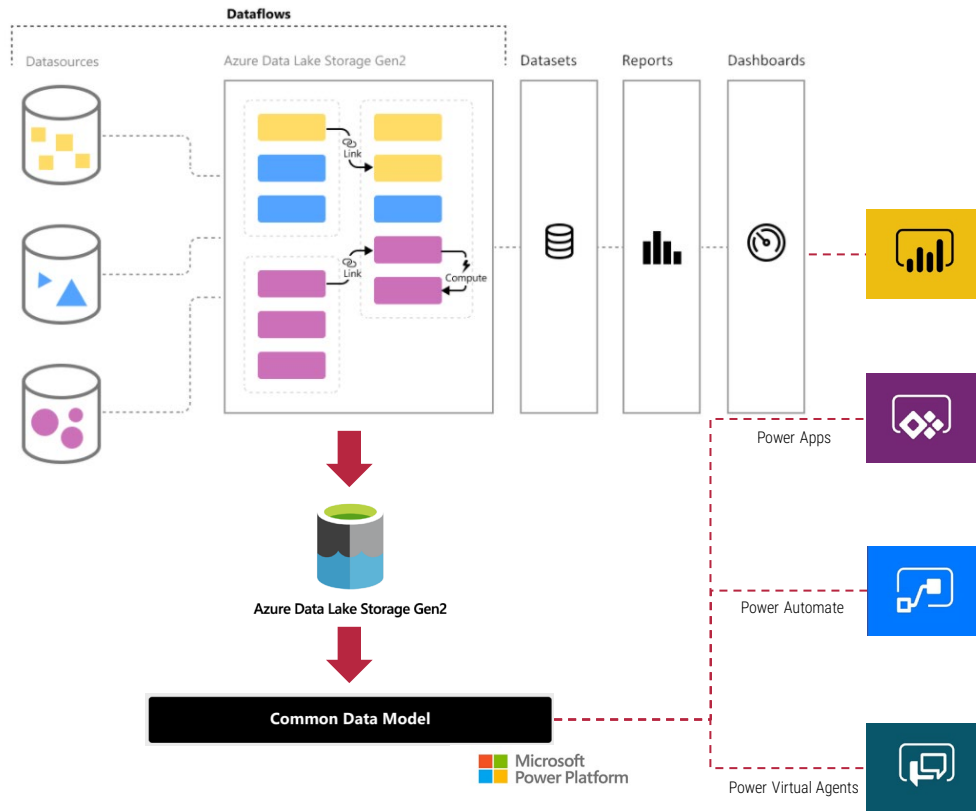 Dataflows
Datasources
Azure Data Lake Storage Gen2
Datasets
Reports
Dashboards
Link
Link
Compute
Power Apps
Azure Data Lake Storage Gen2
Power Automate
Common Data Model
Microsoft
Power Platform
Power Virtual Agents